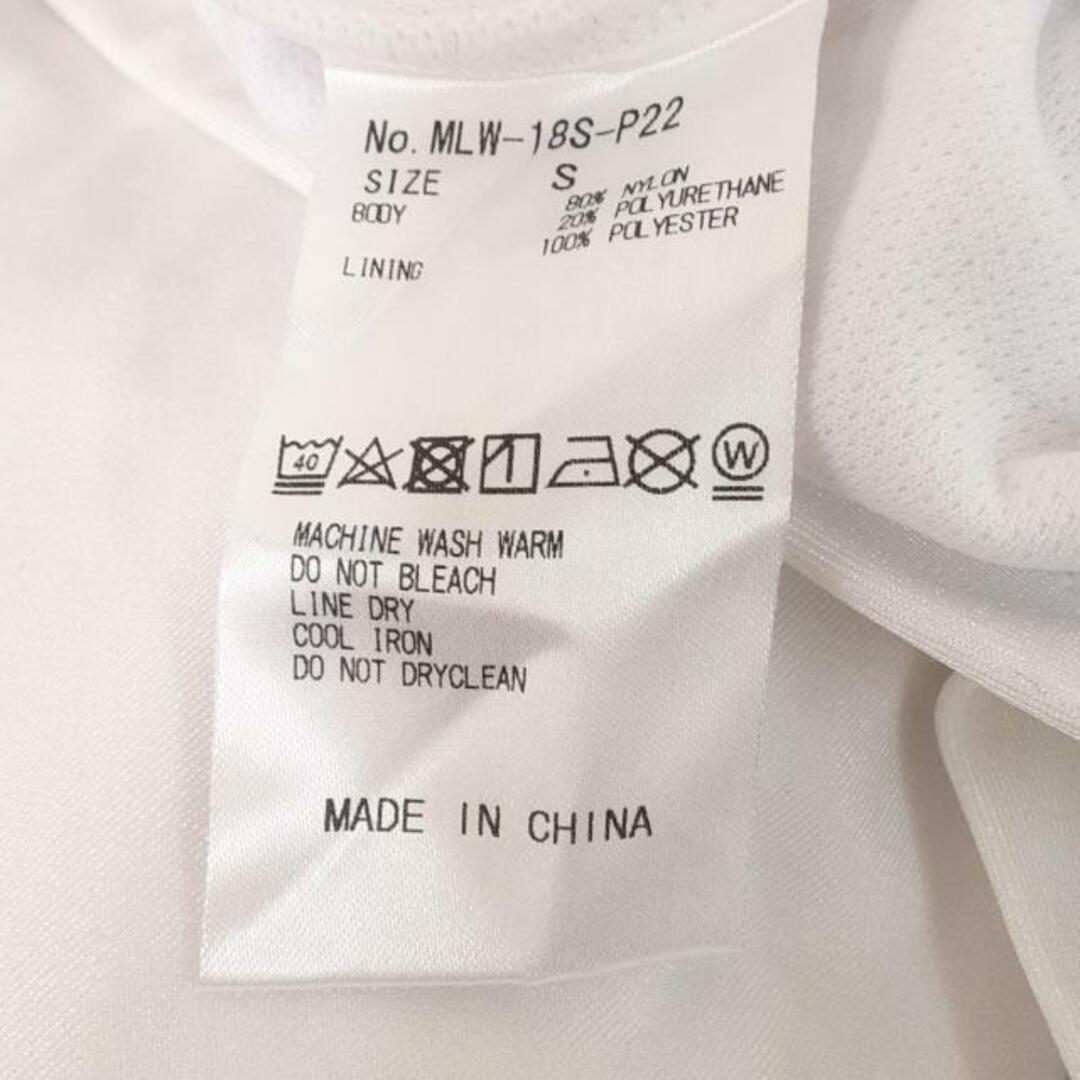 No. MLW-18S-P22
SIZE S
BODY 80% NYLON
20% POLYURETHANE
LINING 100% POLYESTER
40 W
MACHINE WASH WARM
DO NOT BLEACH
LINE DRY
COOL IRON
DO NOT DRYCLEAN
MADE IN CHINA